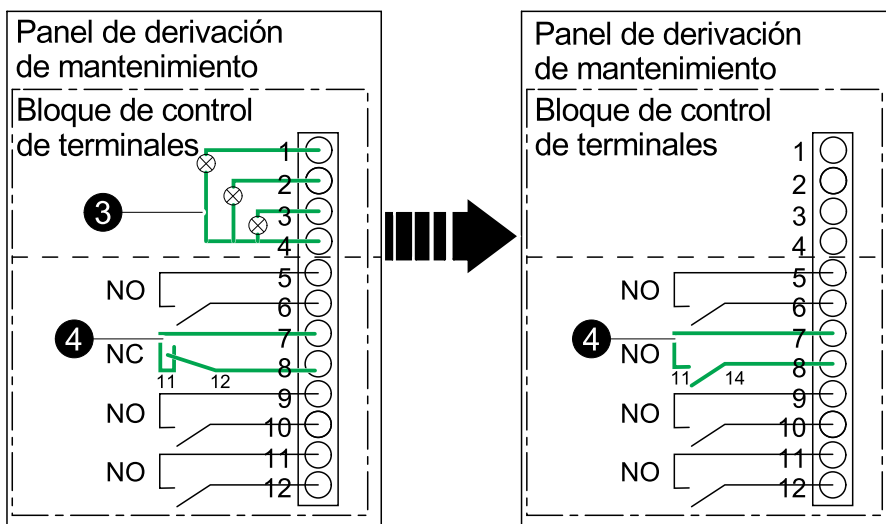 Panel de derivación
de mantenimiento
Bloque de control
de terminales
1
2
3
3
4
5
NO
6
4
7
NC
8
11 12
9
NO
10
11
NO
12
Panel de derivación
de mantenimiento
Bloque de control
de terminales
1
2
3
4
5
NO
6
4
7
NO
8
11 14
9
NO
10
11
NO
12